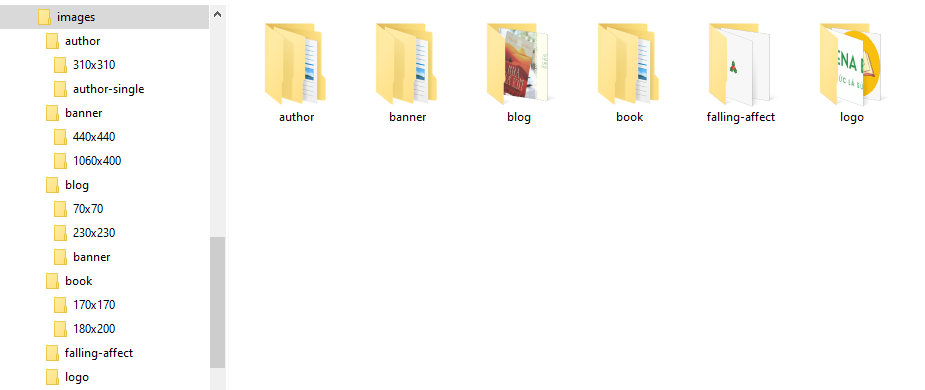 images
author
310x310
author-single
banner
440x440
1060x400
blog
70x70
230x230
banner
book
170x170
180x200
falling-affect
logo
author
banner
blog
book
falling-affect
logo